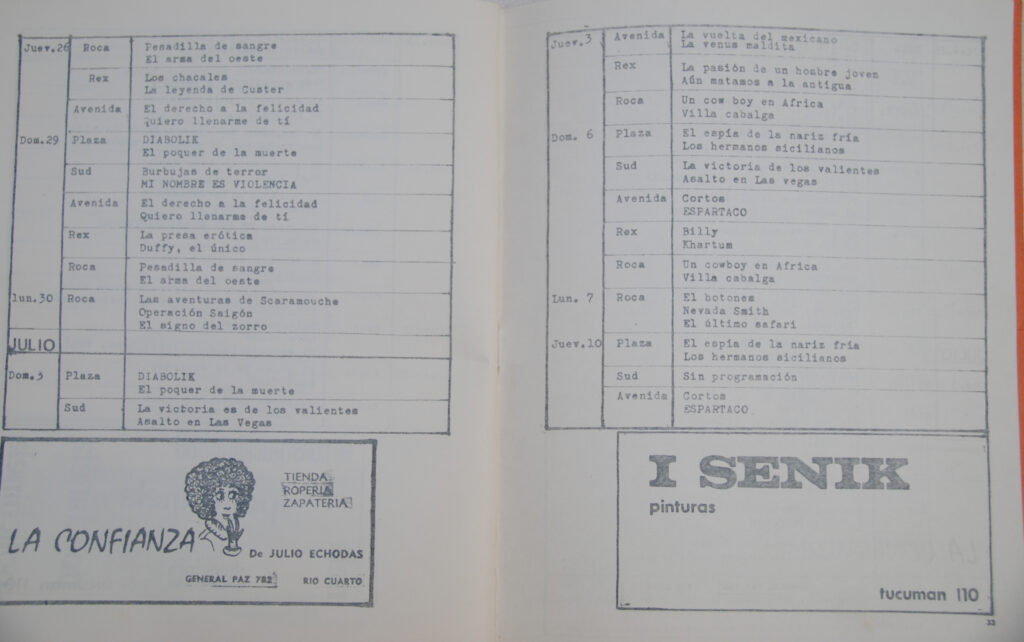 Juev.26 Roca Pesadilla de sangre
El arma del oeste
Rex Los chacales
La leyenda de Custer
Avenida El derecho a la felicidad
Quiero llenarme de tí
Dom.29 Plaza DIABOLIK
El poquer de la muerte
Sud Burbujas de terror
MI NOMBRE ES VIOLENCIA
Avenida El derecho a la felicidad
Quiero llenarme de tí
Rex La presa erótica
Duffy, el único
Roca Pesadilla de sangre
El arma del oeste
lun.30 Roca Las aventuras de Scaramouche
Operación Saigón
El signo del zorro
JULIO
Dom.3 Plaza DIABOLIK
El poquer de la muerte
Sud La victoria es de los valientes
Asalto en Las Vegas
TIENDA
ROPERIA
ZAPATERIA
LA CONFIANZA
De JULIO ECHODAS
GENERAL PAZ 782 RIO CUARTO
Juev.3 Avenida La vuelta del mexicano
La venus maldita
Rex La pasión de un hombre joven
Aún matamos a la antigua
Roca Un cow boy en Africa
Villa cabalga
Dom. 6 Plaza El espía de la nariz fría
Los hermanos sicilianos
Sud La victoria de los valientes
Asalto en Las vegas
Avenida Cortos
ESPARTACO
Rex Billy
Khartum
Roca Un cowboy en Africa
Villa cabalga
Lun. 7 Roca El botones
Nevada Smith
El último safari
Juev.10 Plaza El espía de la nariz fría
Los hermanos sicilianos
Sud Sin programación
Avenida Cortos
ESPARTACO
I SENIK
pinturas
tucuman 110
33